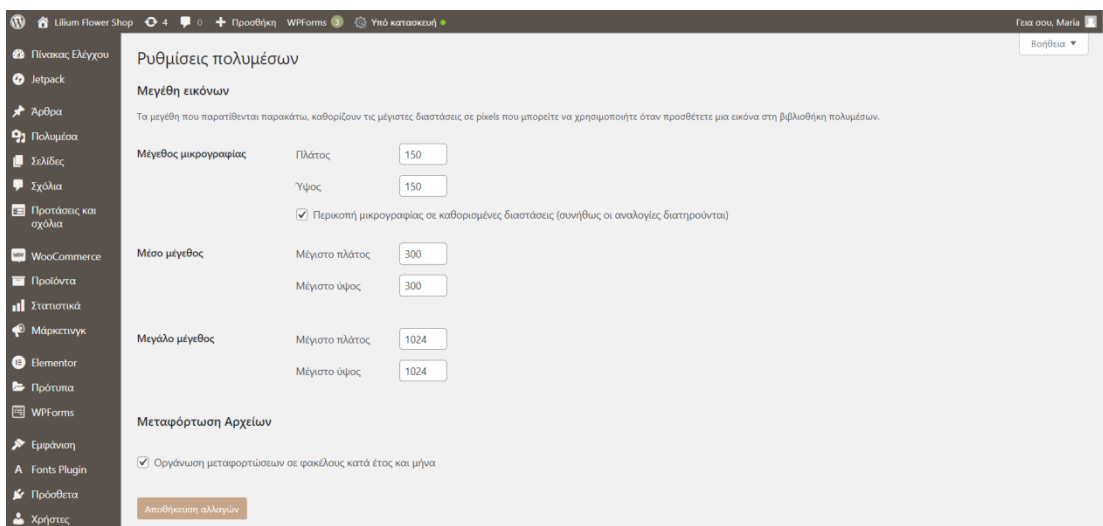 Lilium Flower Shop 4 0 + Προσθήκη WPForms 3 Υπό κατασκευή
Γεια σου, Maria
Βοήθεια ▼
Πίνακας Ελέγχου
Jetpack
Άρθρα
Πολυμέσα
Σελίδες
Σχόλια
Προτάσεις και
σχόλια
WooCommerce
Προϊόντα
Στατιστικά
Μάρκετινγκ
Elementor
Πρότυπα
WPForms
Εμφάνιση
Fonts Plugin
Πρόσθετα
Χρήστες
Ρυθμίσεις πολυμέσων
Μεγέθη εικόνων
Τα μεγέθη που παρατίθενται παρακάτω, καθορίζουν τις μέγιστες διαστάσεις σε pixels που μπορείτε να χρησιμοποιήτε όταν προσθέτετε μια εικόνα στη βιβλιοθήκη πολυμέσων.
Μέγεθος μικρογραφίας Πλάτος 150
Ύψος 150
Περικοπή μικρογραφίας σε καθορισμένες διαστάσεις (συνήθως οι αναλογίες διατηρούνται)
Μέσο μέγεθος Μέγιστο πλάτος 300
Μέγιστο ύψος 300
Μεγάλο μέγεθος Μέγιστο πλάτος 1024
Μέγιστο ύψος 1024
Μεταφόρτωση Αρχείων
Οργάνωση μεταφορτώσεων σε φακέλους κατά έτος και μήνα
Αποθήκευση αλλαγών